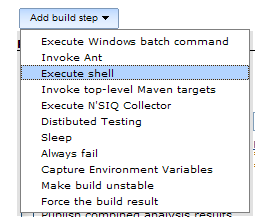 Add build step
Execute Windows batch command
Invoke Ant
Execute shell
Invoke top-level Maven targets
Execute N'SIQ Collector
Distibuted Testing
Sleep
Always fail
Capture Environment Variables
Make build unstable
Force the build result
Publish combined analysis results